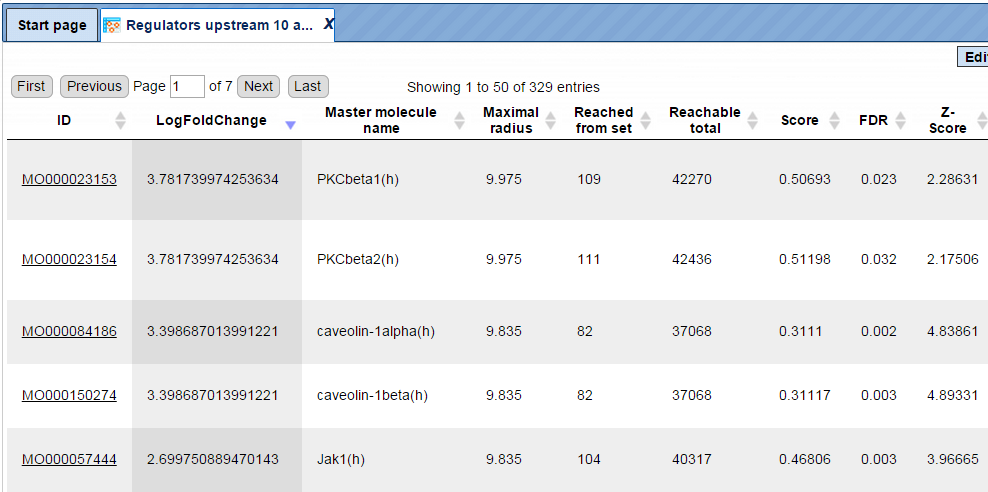 Start page Regulators upstream 10 a... X
Edi
First Previous Page 1 of 7 Next Last Showing 1 to 50 of 329 entries
ID LogFoldChange Master molecule name Maximal radius Reached from set Reachable total Score FDR Z-Score
MO000023153 3.781739974253634 PKCbeta1(h) 9.975 109 42270 0.50693 0.023 2.28631
MO000023154 3.781739974253634 PKCbeta2(h) 9.975 111 42436 0.51198 0.032 2.17506
MO000084186 3.398687013991221 caveolin-1alpha(h) 9.835 82 37068 0.3111 0.002 4.83861
MO000150274 3.398687013991221 caveolin-1beta(h) 9.835 82 37068 0.31117 0.003 4.89331
MO000057444 2.699750889470143 Jak1(h) 9.835 104 40317 0.46806 0.003 3.96665